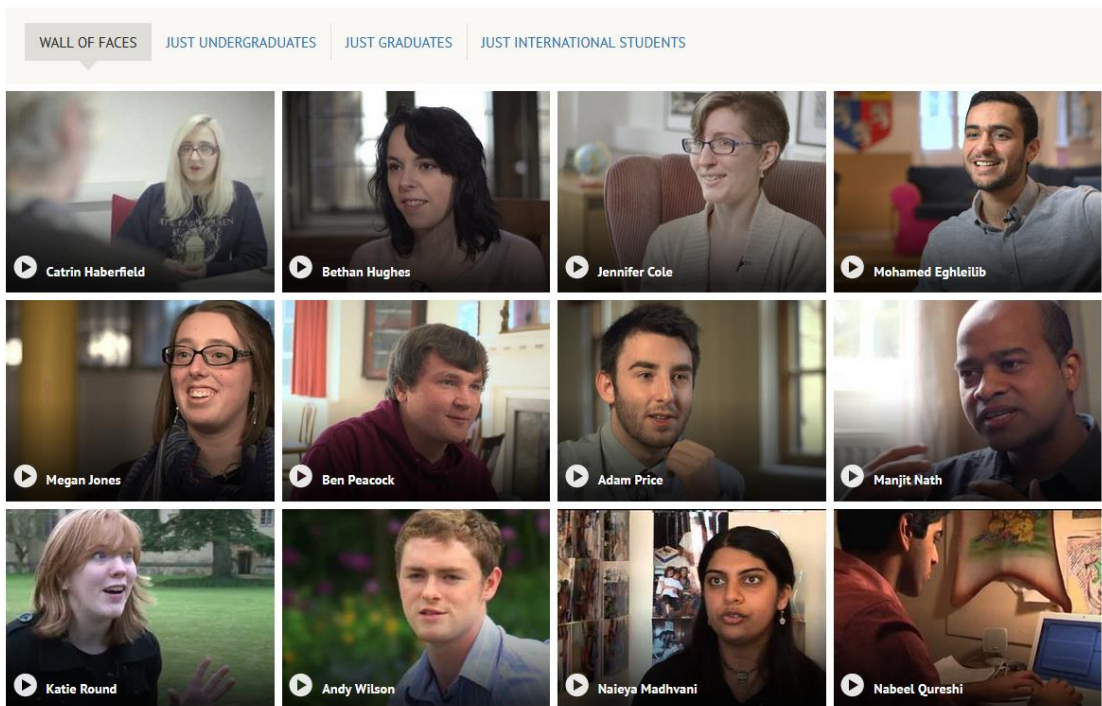 WALL OF FACES
JUST UNDERGRADUATES
JUST GRADUATES
JUST INTERNATIONAL STUDENTS
Catrin Haberfield
Bethan Hughes
Jennifer Cole
Mohamed Eghleilib
Megan Jones
Ben Peacock
Adam Price
Manjit Nath
Katie Round
Andy Wilson
Naieya Madhvani
Nabeel Qureshi